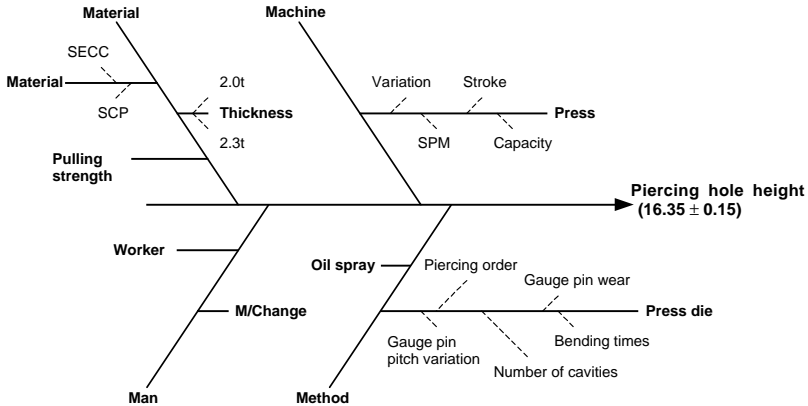 Material
Machine
SECC
Material
SCP
2.0t
Thickness
2.3t
Pulling
strength
Variation
Stroke
Press
SPM
Capacity
Piercing hole height
(16.35 ± 0.15)
Worker
M/Change
Man
Oil spray
Piercing order
Gauge pin wear
Press die
Gauge pin
pitch variation
Bending times
Number of cavities
Method